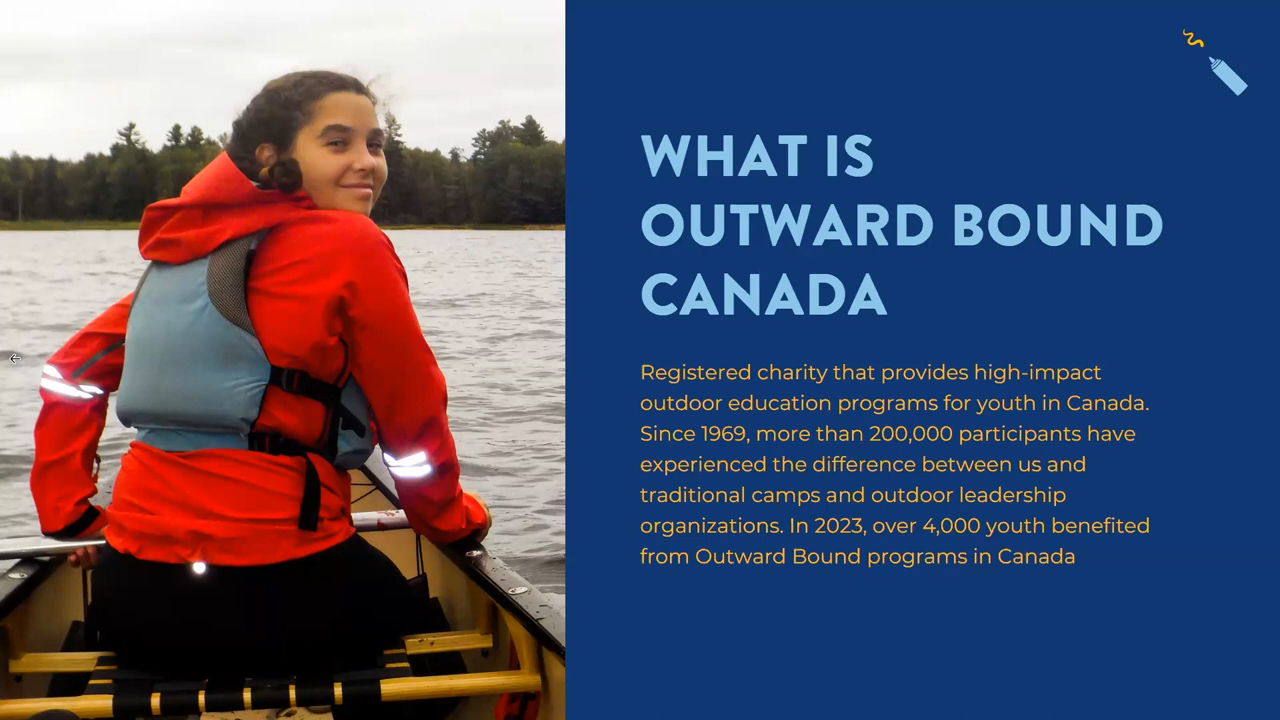 WHAT IS
OUTWARD BOUND
CANADA
Registered charity that provides high-impact
outdoor education programs for youth in Canada.
Since 1969, more than 200,000 participants have
experienced the difference between us and
traditional camps and outdoor leadership
organizations. In 2023, over 4,000 youth benefited
from Outward Bound programs in Canada